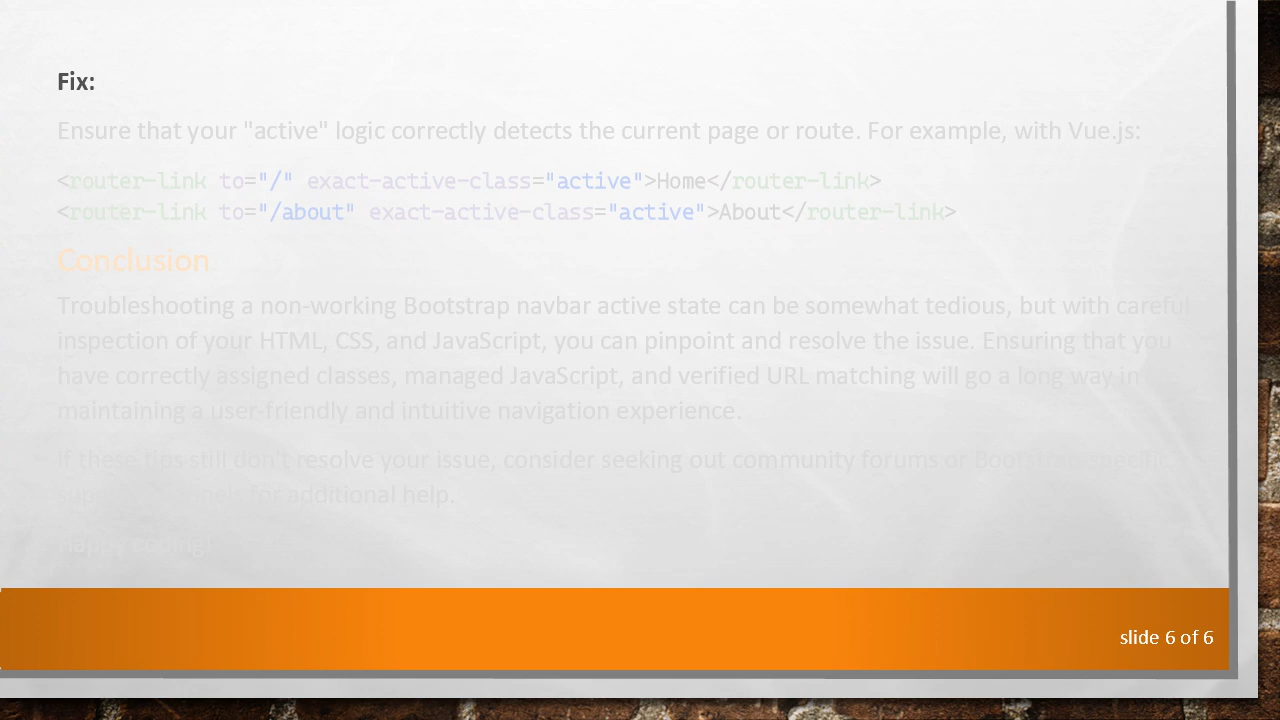 Fix:
Ensure that your "active" logic correctly detects the current page or route. For example, with Vue.js:
<router-link to="/" exact-active-class="active">Home</router-link>
<router-link to="/about" exact-active-class="active">About</router-link>
Conclusion
Troubleshooting a non-working Bootstrap navbar active state can be somewhat tedious, but with careful
inspection of your HTML, CSS, and JavaScript, you can pinpoint and resolve the issue. Ensuring that you
have correctly assigned classes, managed JavaScript, and verified URL matching will go a long way in
maintaining a user-friendly and intuitive navigation experience.
If these tips still don't resolve your issue, consider seeking out community forums or Bootstrap-specific
support channels for additional help.
Happy coding!
slide 6 of 6